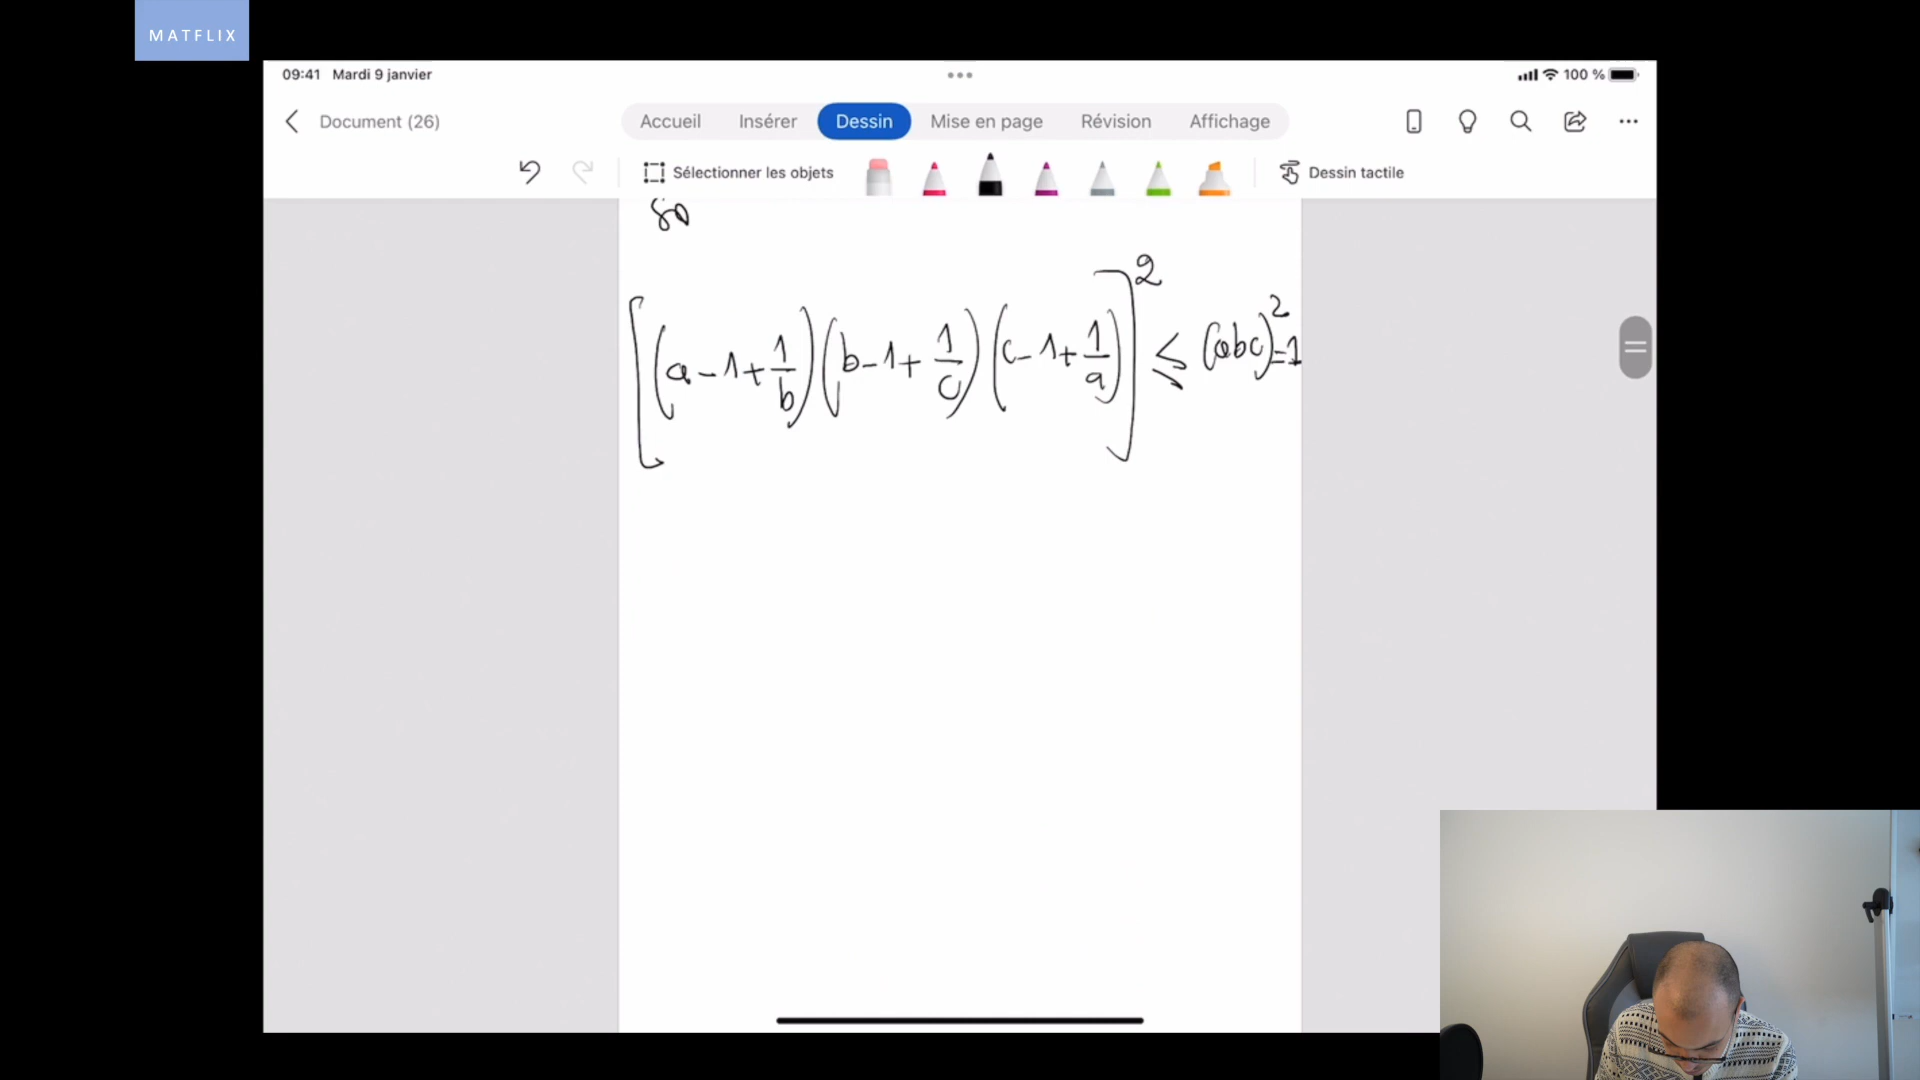 MATFLIX
09:41 Mardi 9 janvier
100 %
Document (26)
Accueil Insérer Dessin Mise en page Révision Affichage
Sélectionner les objets
Dessin tactile
so
[(a-1+1/b)(b-1+1/c)(c-1+1/a)]² ≤ (abc)²=1